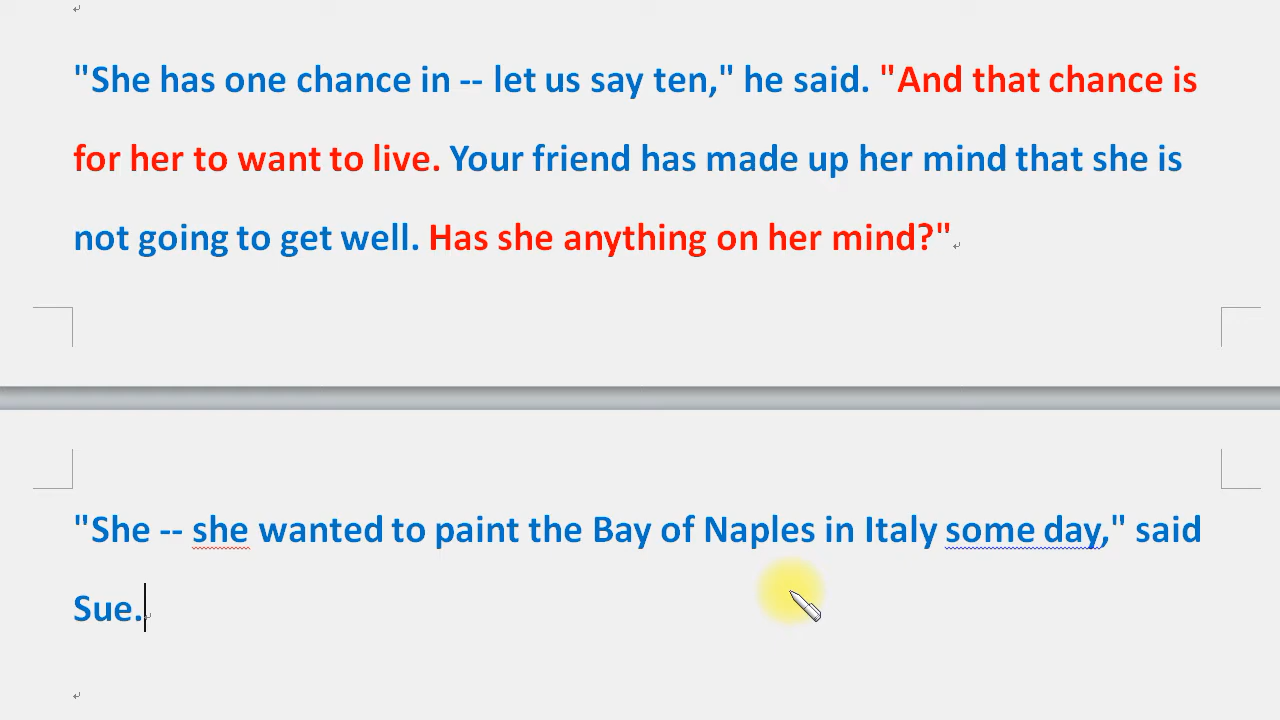 "She has one chance in -- let us say ten," he said. "And that chance is
for her to want to live. Your friend has made up her mind that she is
not going to get well. Has she anything on her mind?"
"She -- she wanted to paint the Bay of Naples in Italy some day," said
Sue.